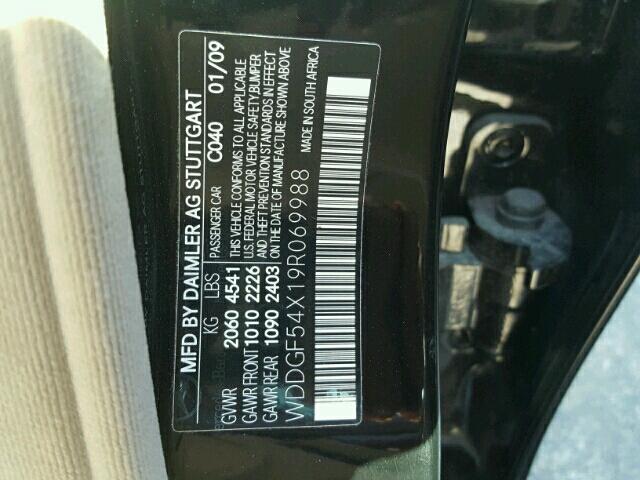 MFD BY DAIMLER AG STUTTGART
KG LBS PASSENGER CAR C040 01/09
GVWR 2060 4541 THIS VEHICLE CONFORMS TO ALL APPLICABLE
GAWR FRONT 1010 2226 U.S. FEDERAL MOTOR VEHICLE SAFETY, BUMPER
GAWR REAR 1090 2403 AND THEFT PREVENTION STANDARDS IN EFFECT
ON THE DATE OF MANUFACTURE SHOWN ABOVE
WDDGF54X19R069988 MADE IN SOUTH AFRICA